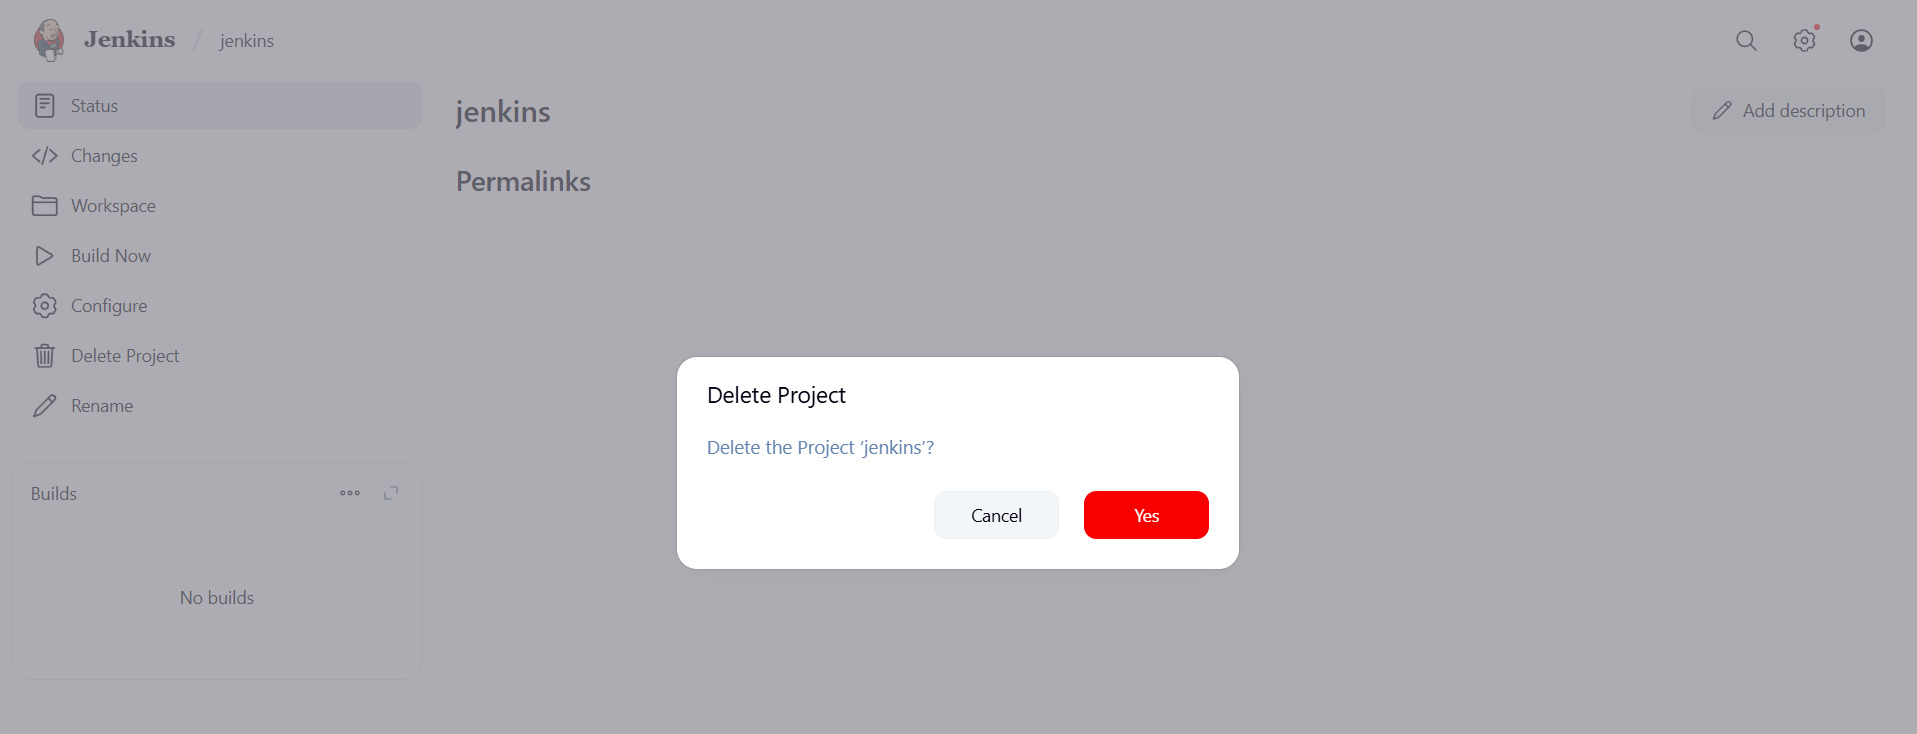 Jenkins / jenkins
Status
Changes
Workspace
Build Now
Configure
Delete Project
Rename
Builds
No builds
jenkins
Add description
Permalinks
Delete Project
Delete the Project ‘jenkins’?
Cancel
Yes